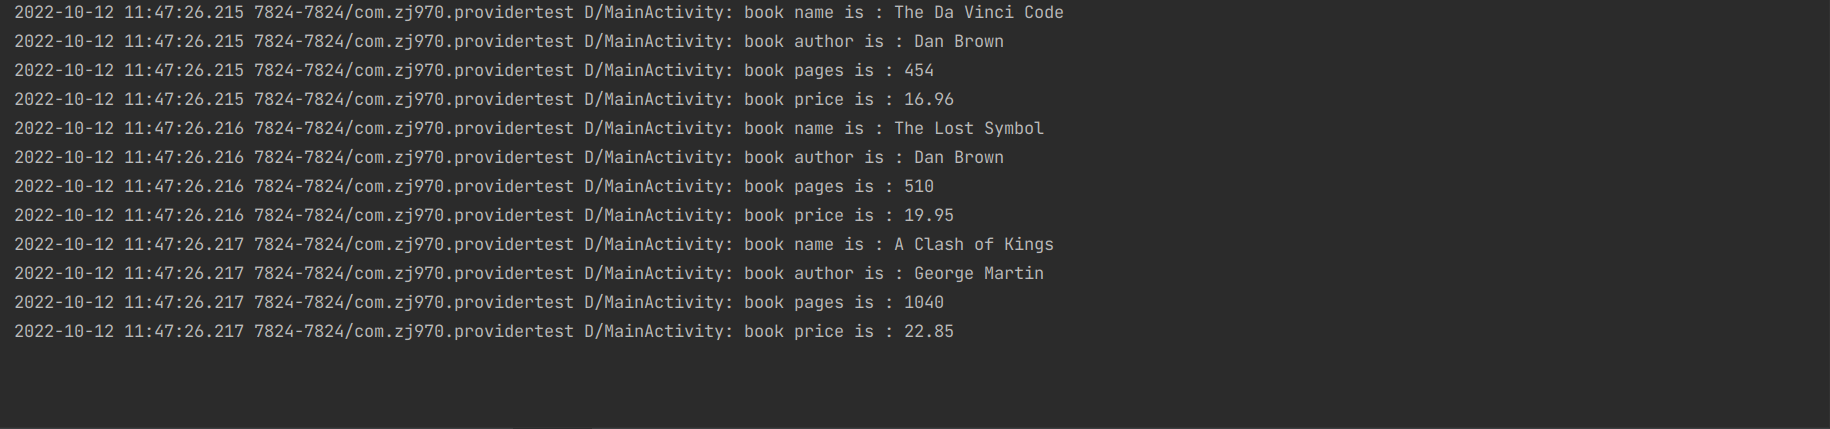 2022-10-12 11:47:26.215 7824-7824/com.zj970.providertest D/MainActivity: book name is : The Da Vinci Code
2022-10-12 11:47:26.215 7824-7824/com.zj970.providertest D/MainActivity: book author is : Dan Brown
2022-10-12 11:47:26.215 7824-7824/com.zj970.providertest D/MainActivity: book pages is : 454
2022-10-12 11:47:26.215 7824-7824/com.zj970.providertest D/MainActivity: book price is : 16.96
2022-10-12 11:47:26.216 7824-7824/com.zj970.providertest D/MainActivity: book name is : The Lost Symbol
2022-10-12 11:47:26.216 7824-7824/com.zj970.providertest D/MainActivity: book author is : Dan Brown
2022-10-12 11:47:26.216 7824-7824/com.zj970.providertest D/MainActivity: book pages is : 510
2022-10-12 11:47:26.216 7824-7824/com.zj970.providertest D/MainActivity: book price is : 19.95
2022-10-12 11:47:26.217 7824-7824/com.zj970.providertest D/MainActivity: book name is : A Clash of Kings
2022-10-12 11:47:26.217 7824-7824/com.zj970.providertest D/MainActivity: book author is : George Martin
2022-10-12 11:47:26.217 7824-7824/com.zj970.providertest D/MainActivity: book pages is : 1040
2022-10-12 11:47:26.217 7824-7824/com.zj970.providertest D/MainActivity: book price is : 22.85